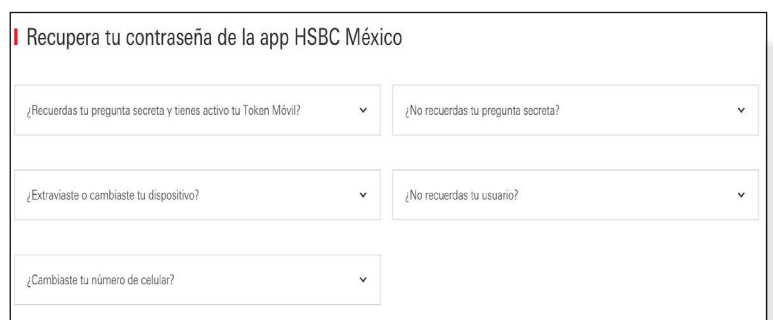 Recupera tu contraseña de la app HSBC México
¿Recuerdas tu pregunta secreta y tienes activo tu Token Móvil?
¿No recuerdas tu pregunta secreta?
¿Extraviaste o cambiaste tu dispositivo?
¿No recuerdas tu usuario?
¿Cambiaste tu número de celular?